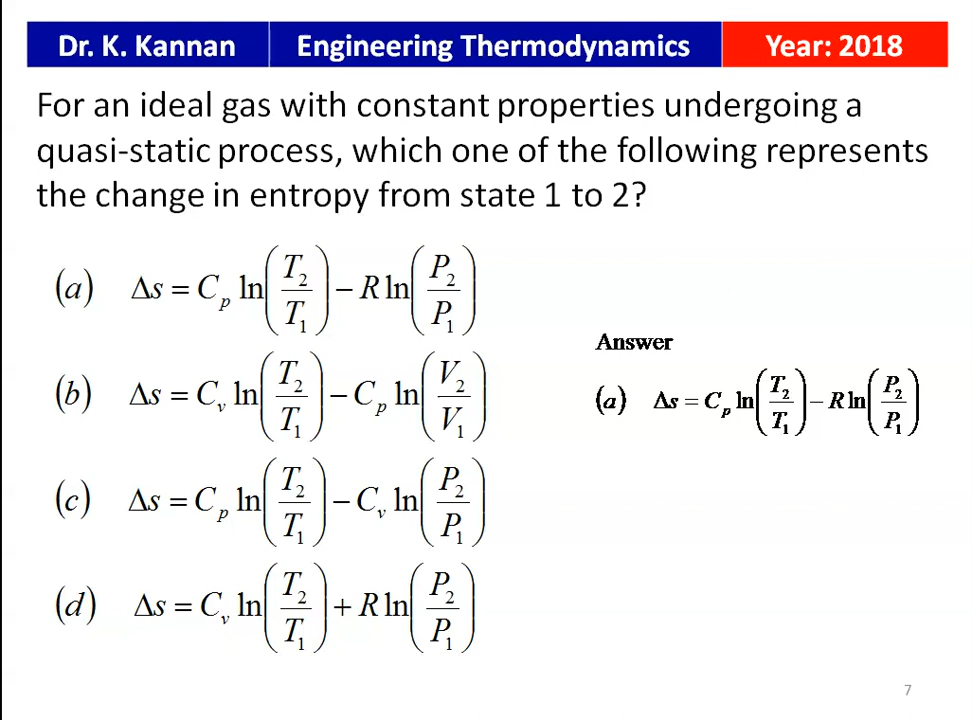 Dr. K. Kannan Engineering Thermodynamics Year: 2018
For an ideal gas with constant properties undergoing a
quasi-static process, which one of the following represents
the change in entropy from state 1 to 2?
(a) Δs = C_p ln(T_2/T_1) − R ln(P_2/P_1)
(b) Δs = C_v ln(T_2/T_1) − C_p ln(V_2/V_1)
(c) Δs = C_p ln(T_2/T_1) − C_v ln(P_2/P_1)
(d) Δs = C_v ln(T_2/T_1) + R ln(P_2/P_1)
Answer
(a) Δs = C_p ln(T_2/T_1) − R ln(P_2/P_1)
7